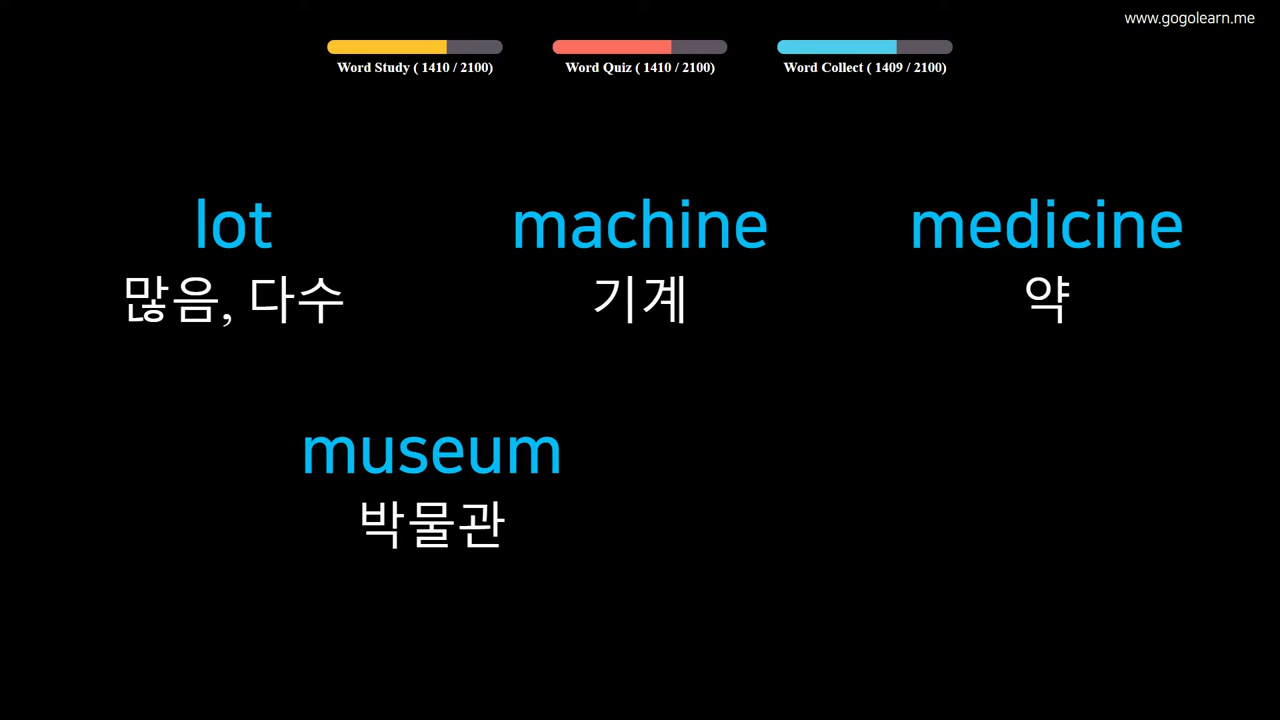 www.gogolearn.me
Word Study ( 1410 / 2100)
Word Quiz ( 1410 / 2100)
Word Collect ( 1409 / 2100)
lot
많음, 다수
machine
기계
medicine
약
museum
박물관